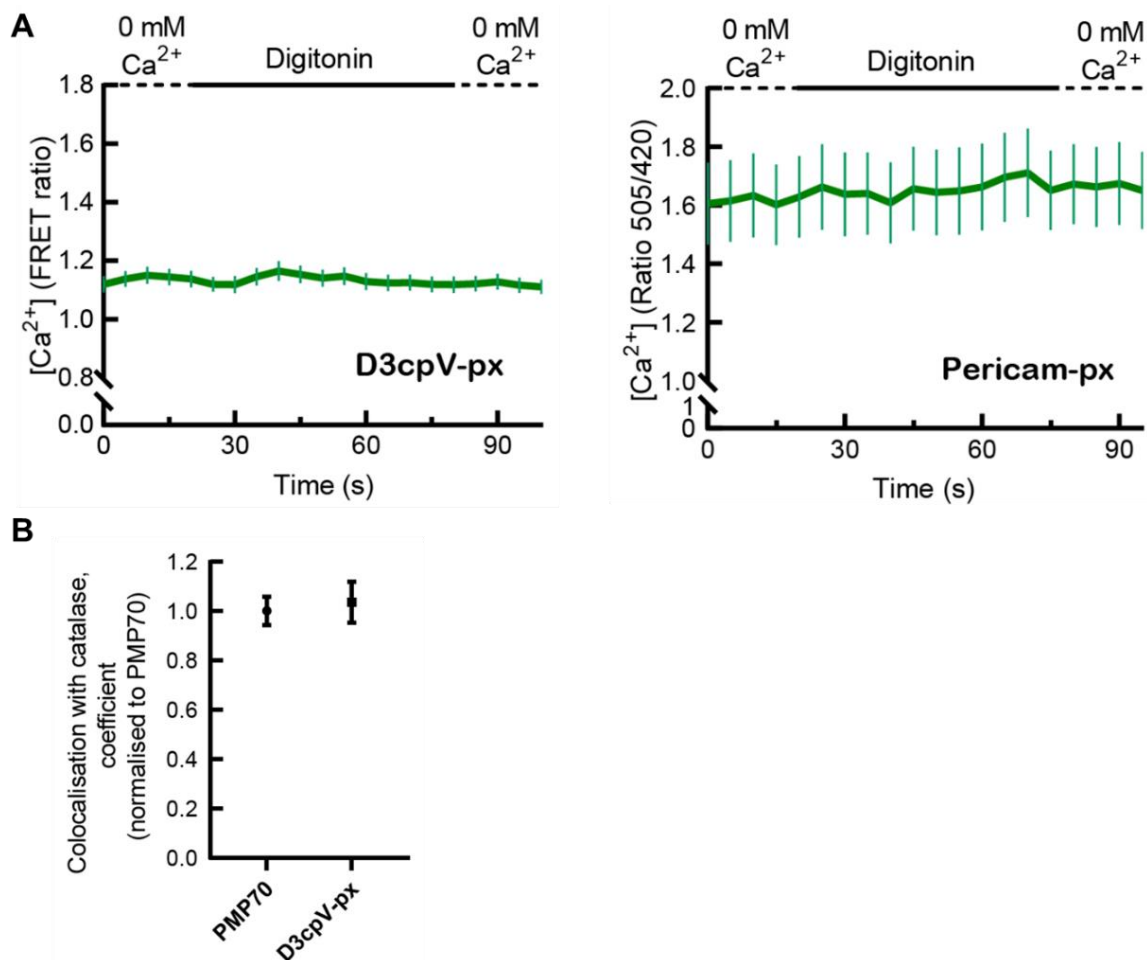 A
0 mM
Ca2+
Digitonin
0 mM
Ca2+
[Ca2+] (FRET ratio)
1.8
1.6
1.4
1.2
1.0
0.8
0.0
0
30
60
90
D3cpV-px
Time (s)
0 mM
Ca2+
Digitonin
0 mM
Ca2+
[Ca2+] (Ratio 505/420)
2.0
1.8
1.6
1.4
1.2
1.0
1
0
0
30
60
90
Pericam-px
Time (s)
B
Colocalisation with catalase,
coefficient
(normalised to PMP70)
1.2
1.0
0.8
0.6
0.4
0.2
0.0
PMP70
D3cpV-px